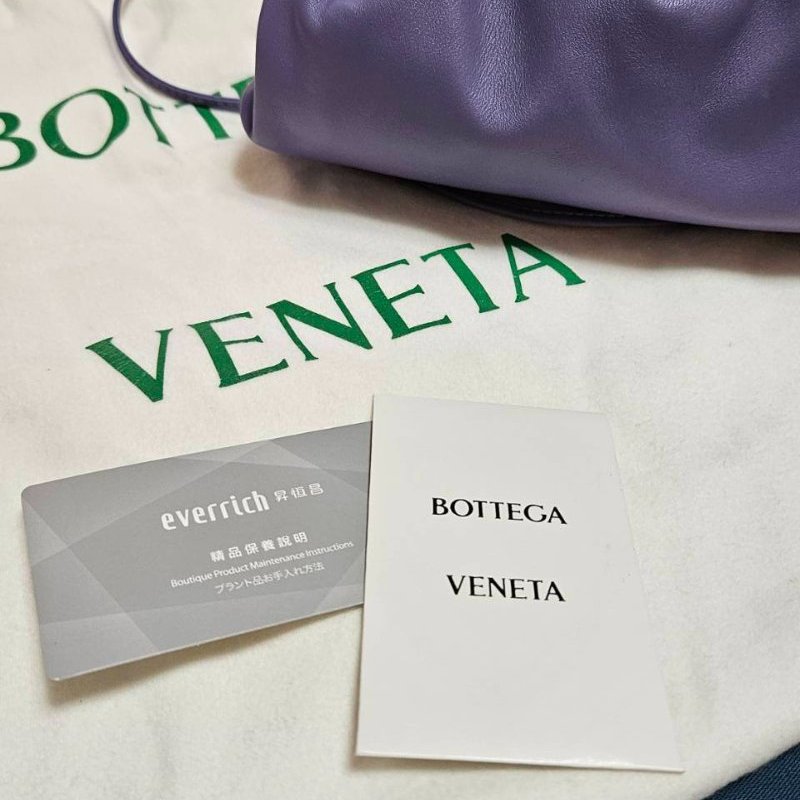 BOTTE
VENETA
everrich 昇恆昌
精品保養說明
Boutique Product Maintenance Instructions
ブランド品お手入れ方法
BOTTEGA
VENETA